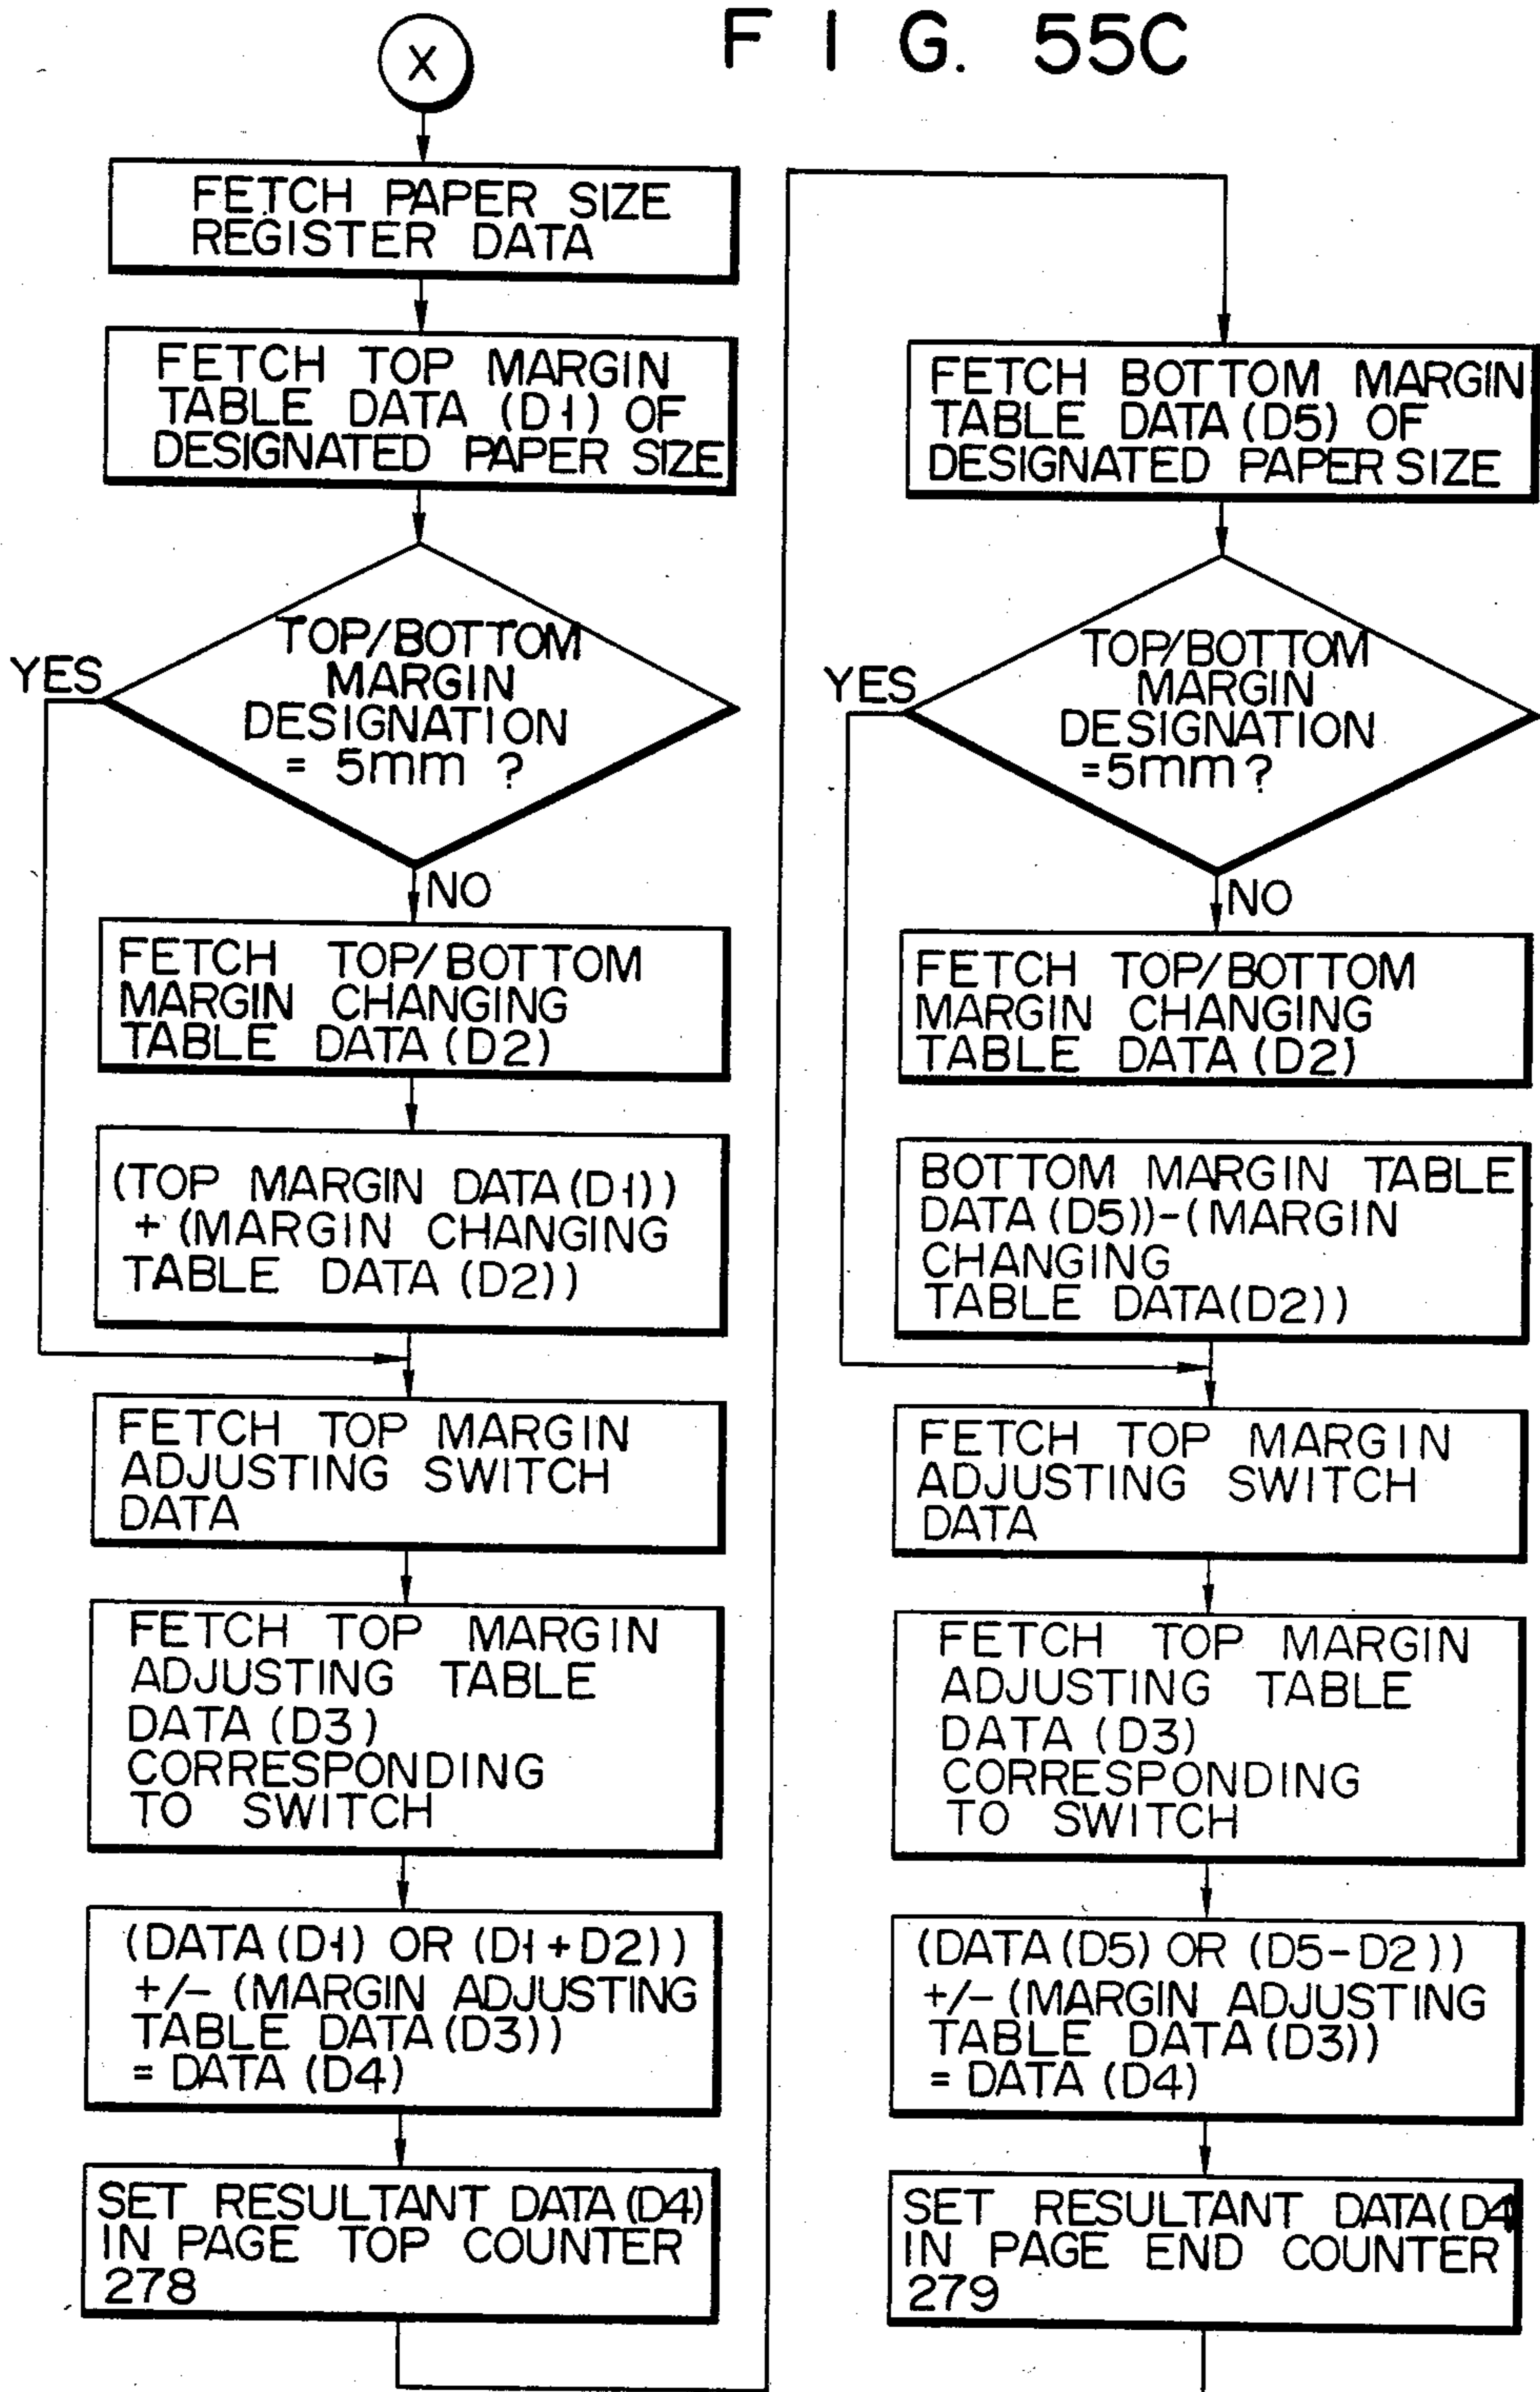 F I G. 55C
X
FETCH PAPER SIZE
REGISTER DATA
FETCH TOP MARGIN
TABLE DATA (D1) OF
DESIGNATED PAPER SIZE
TOP/BOTTOM
MARGIN
DESIGNATION
= 5mm ?
YES
NO
FETCH TOP/BOTTOM
MARGIN CHANGING
TABLE DATA (D2)
(TOP MARGIN DATA (D1))
+ (MARGIN CHANGING
TABLE DATA (D2))
FETCH TOP MARGIN
ADJUSTING SWITCH
DATA
FETCH TOP MARGIN
ADJUSTING TABLE
DATA (D3)
CORRESPONDING
TO SWITCH
(DATA (D1) OR (D1+D2))
+/- (MARGIN ADJUSTING
TABLE DATA (D3))
= DATA (D4)
SET RESULTANT DATA (D4)
IN PAGE TOP COUNTER
278
FETCH BOTTOM MARGIN
TABLE DATA (D5) OF
DESIGNATED PAPER SIZE
TOP/BOTTOM
MARGIN
DESIGNATION
=5mm?
YES
NO
FETCH TOP/BOTTOM
MARGIN CHANGING
TABLE DATA (D2)
BOTTOM MARGIN TABLE
DATA (D5))-(MARGIN
CHANGING
TABLE DATA(D2))
FETCH TOP MARGIN
ADJUSTING SWITCH
DATA
FETCH TOP MARGIN
ADJUSTING TABLE
DATA (D3)
CORRESPONDING
TO SWITCH
(DATA (D5) OR (D5-D2))
+/- (MARGIN ADJUSTING
TABLE DATA (D3))
= DATA (D4)
SET RESULTANT DATA (D4
IN PAGE END COUNTER
279